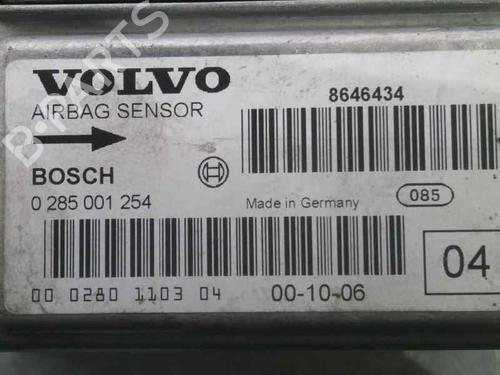 VOLVO
AIRBAG SENSOR
8646434
BOSCH
0 285 001 254
Made in Germany
085
04
00 0280 1103 04
00-10-06
B-PARTS